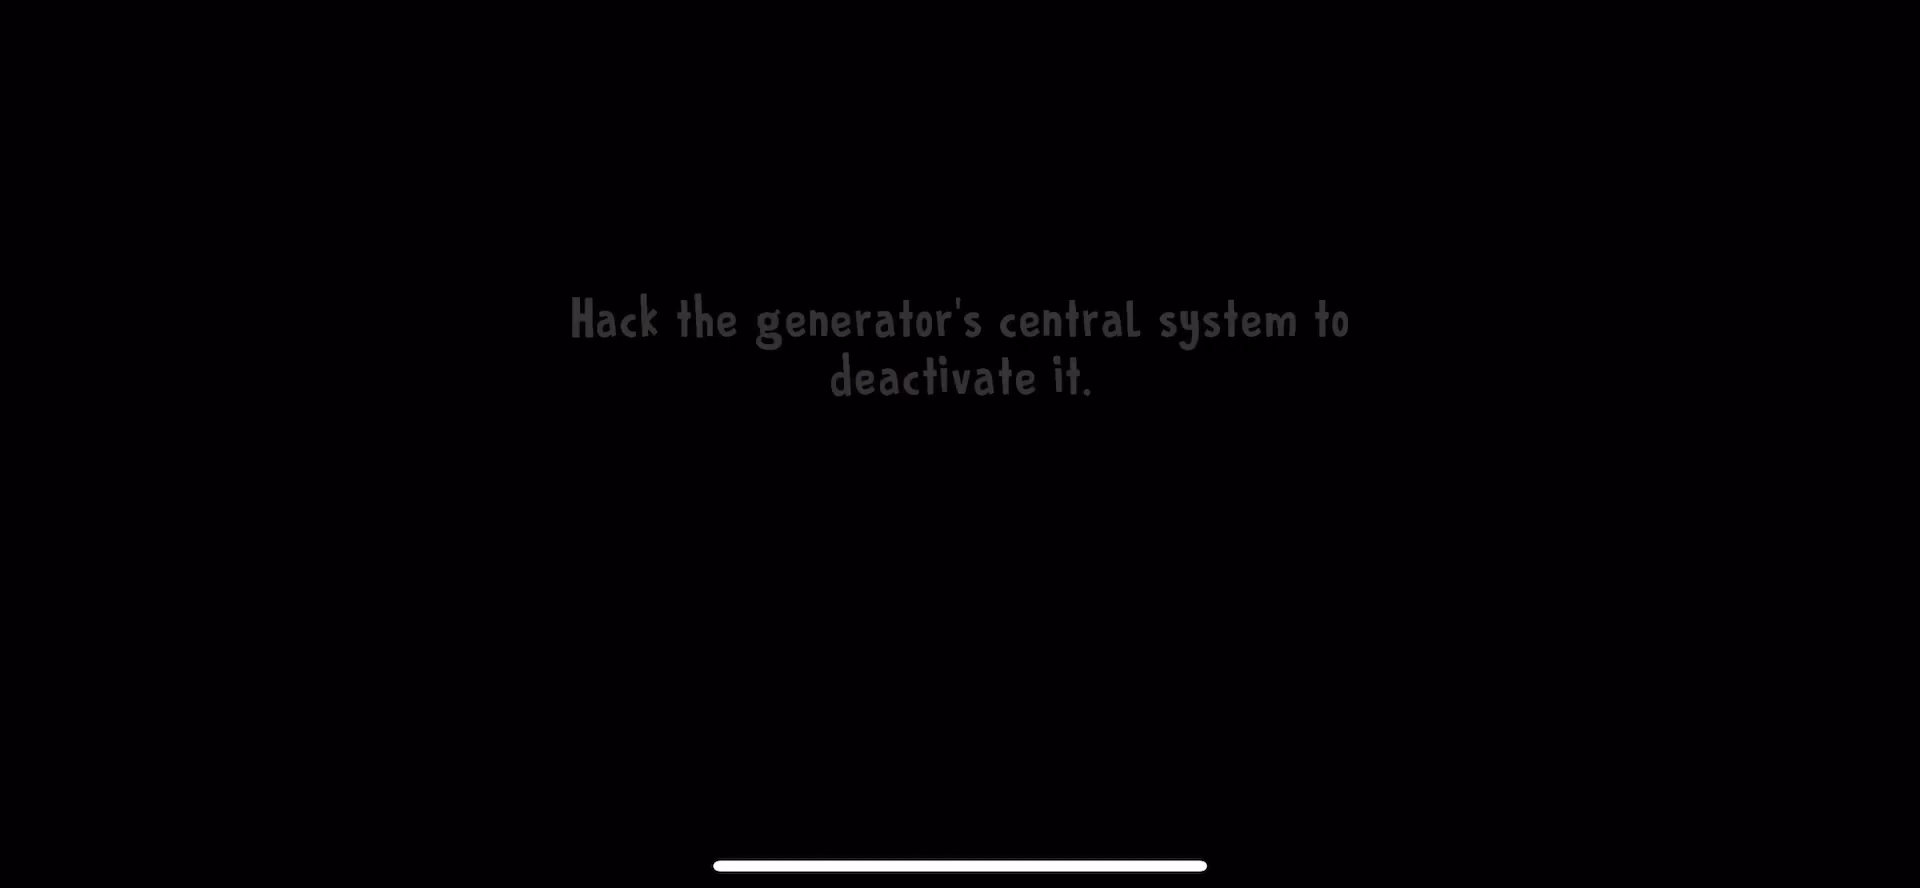 Hack the generator's central system to
deactivate it.